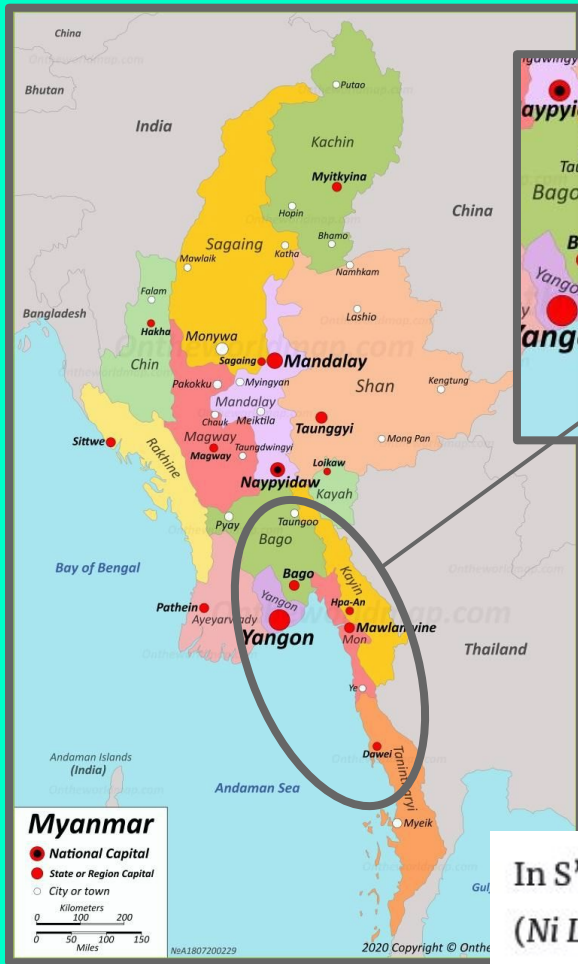 China
Bhutan
India
Putao
Kachin
Myitkyina
China
Hopin
Sagaing
Bhamo
Mawlaik
Katha
Namhkam
Falam
Bangladesh
Lashio
Hakha
Monywa
Chin
Sagaing
Mandalay
Shan
Pakokku
Myingyan
Kengtung
Mandalay
Chauk
Meiktila
Taunggyi
Magway
Sittwe
Rakhine
Taungdwingyi
Mong Pan
Magway
Loikaw
Naypyidaw
Kayah
Pyay
Taungoo
Bago
Bay of Bengal
Bago
Kayin
Yangon
Hpa-An
Pathein
Ayeyarwady
Mawlamyine
Yangon
Mon
Thailand
Ye
Andaman Islands
(India)
Dawei
Tanintharyi
Andaman Sea
Myeik
Myanmar
National Capital
State or Region Capital
City or town
Kilometers
0 100 200
0 50 100 150
Miles
NeA1807200229
2020 Copyright ©
aypyi
Bago
B
Yango
In S'
(Ni L